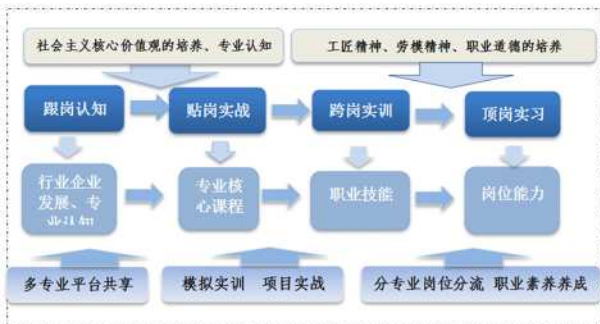 社会主义核心价值观的培养、专业认知
工匠精神、劳模精神、职业道德的培养
跟岗认知
贴岗实战
跨岗实训
顶岗实习
行业企业
发展、专
专业核
心课程
职业技能
岗位能力
多专业平台共享
模拟实训 项目实战
分专业岗位分流 职业素养养成